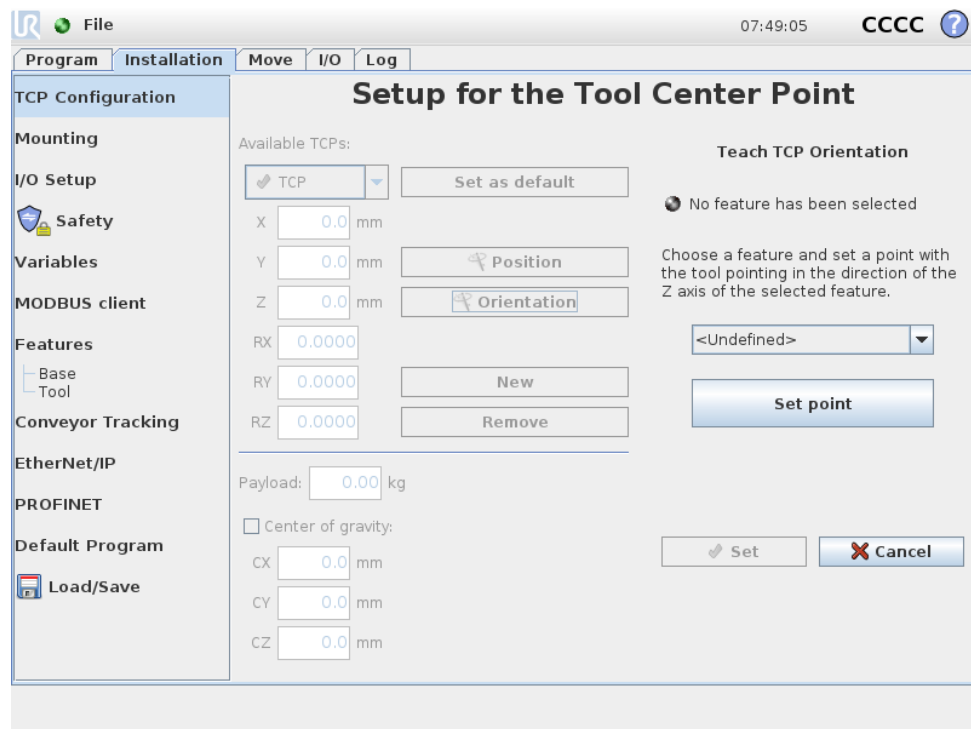 File 07:49:05 CCCC ?
Program Installation Move I/O Log
TCP Configuration
Mounting
I/O Setup
Safety
Variables
MODBUS client
Features
Base
Tool
Conveyor Tracking
EtherNet/IP
PROFINET
Default Program
Load/Save
Setup for the Tool Center Point
Available TCPs:
TCP Set as default
X 0.0 mm
Y 0.0 mm Position
Z 0.0 mm Orientation
RX 0.0000
RY 0.0000 New
RZ 0.0000 Remove
Payload: 0.00 kg
Center of gravity:
CX 0.0 mm
CY 0.0 mm
CZ 0.0 mm
Teach TCP Orientation
No feature has been selected
Choose a feature and set a point with
the tool pointing in the direction of the
Z axis of the selected feature.
<Undefined>
Set point
Set Cancel